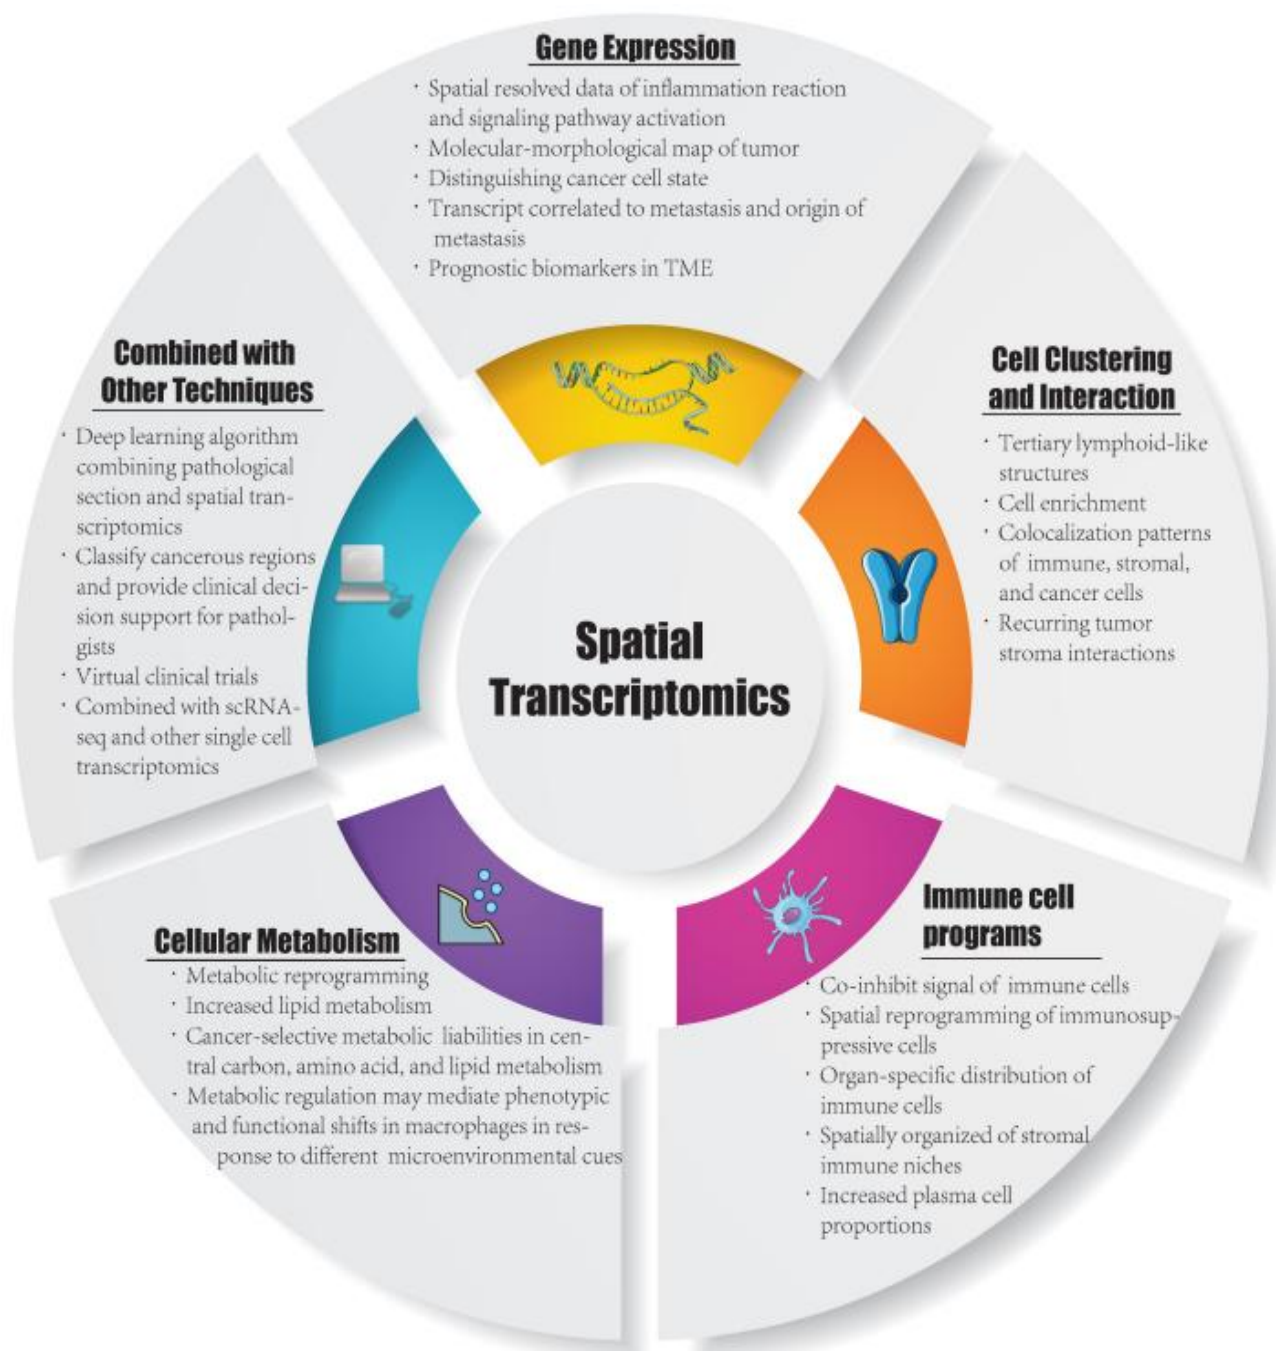 Gene Expression
· Spatial resolved data of inflammation reaction
and signaling pathway activation
· Molecular-morphological map of tumor
· Distinguishing cancer cell state
· Transcript correlated to metastasis and origin of
metastasis
· Prognostic biomarkers in TME
Cell Clustering
and Interaction
· Tertiary lymphoid-like
structures
· Cell enrichment
· Colocalization patterns
of immune, stromal,
and cancer cells
· Recurring tumor
stroma interactions
Immune cell
programs
· Co-inhibit signal of immune cells
· Spatial reprogramming of immunosup-
pressive cells
· Organ-specific distribution of
immune cells
· Spatially organized of stromal
immune niches
· Increased plasma cell
proportions
Cellular Metabolism
· Metabolic reprogramming
· Increased lipid metabolism
· Cancer-selective metabolic liabilities in cen-
tral carbon, amino acid, and lipid metabolism
· Metabolic regulation may mediate phenotypic
and functional shifts in macrophages in res-
ponse to different microenvironmental cues
Combined with
Other Techniques
· Deep learning algorithm
combining pathological
section and spatial tran-
scriptomics
· Classify cancerous regions
and provide clinical deci-
sion support for pathol-
gists
· Virtual clinical trials
· Combined with scRNA-
seq and other single cell
transcriptomics
Spatial
Transcriptomics